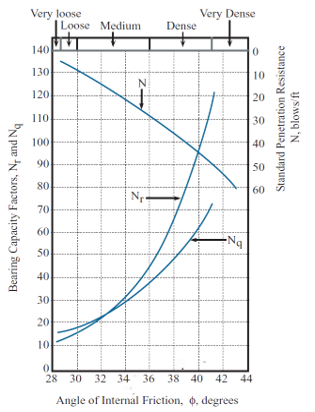 Very loose Very Dense
Loose Medium Dense
140 0
130 10
120 20
110 30
100 40
90 50
80 60
70
60
50
40
30
20
10
0
N
Nr
Nq
28 30 32 34 36 38 40 42 44
Bearing Capacity Factors, Nr and Nq
Standard Penetration Resistance
N, blows/ft
Angle of Internal Friction, ϕ, degrees